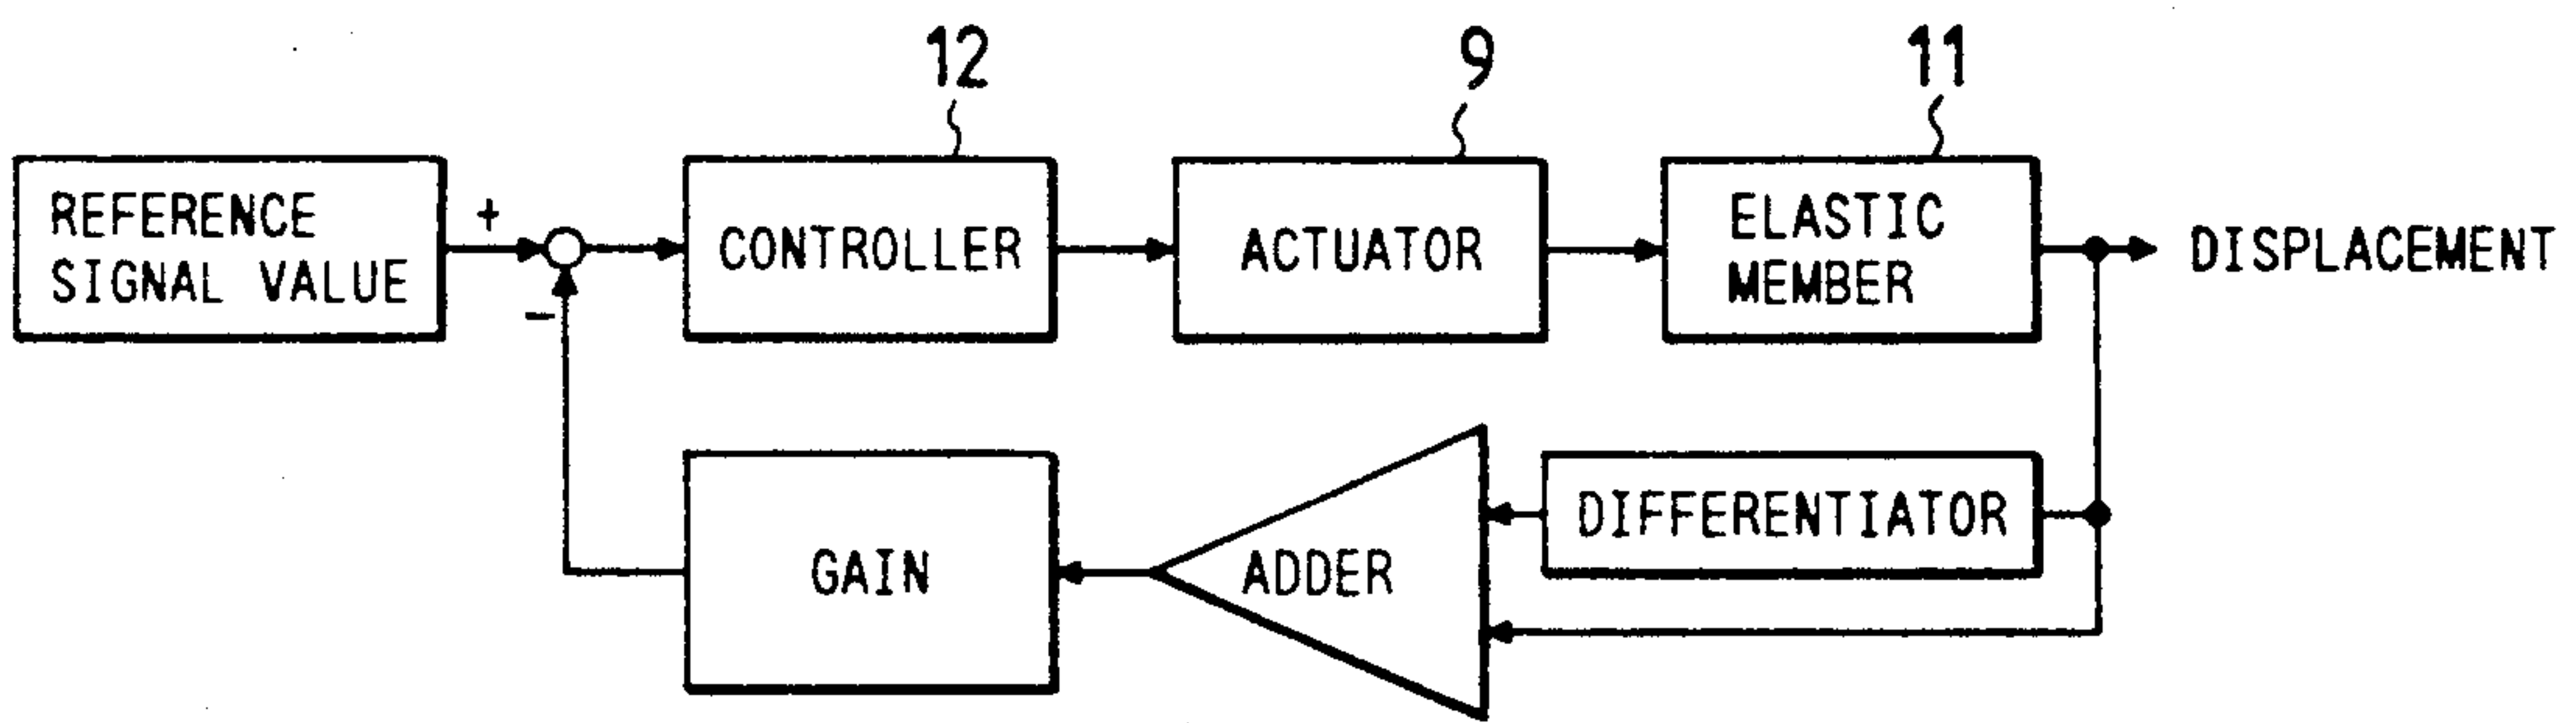 12
9
11
REFERENCE
SIGNAL VALUE
+
-
CONTROLLER
ACTUATOR
ELASTIC
MEMBER
DISPLACEMENT
GAIN
ADDER
DIFFERENTIATOR